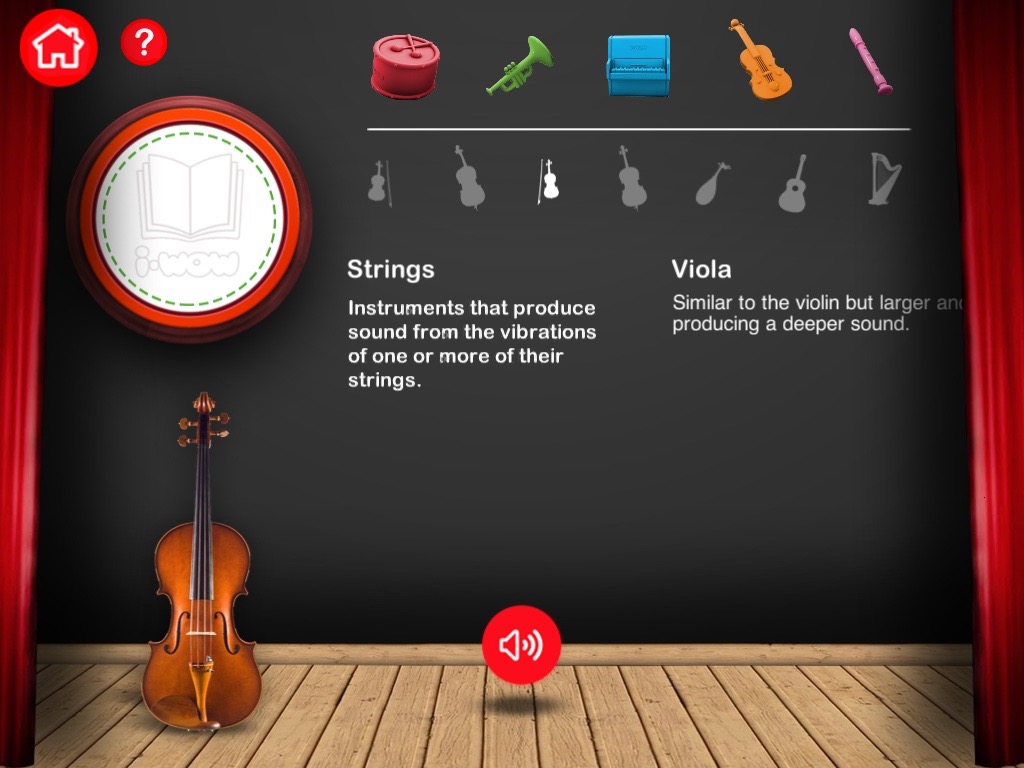 ?
i-wow
Strings
Instruments that produce
sound from the vibrations
of one or more of their
strings.
Viola
Similar to the violin but larger and
producing a deeper sound.